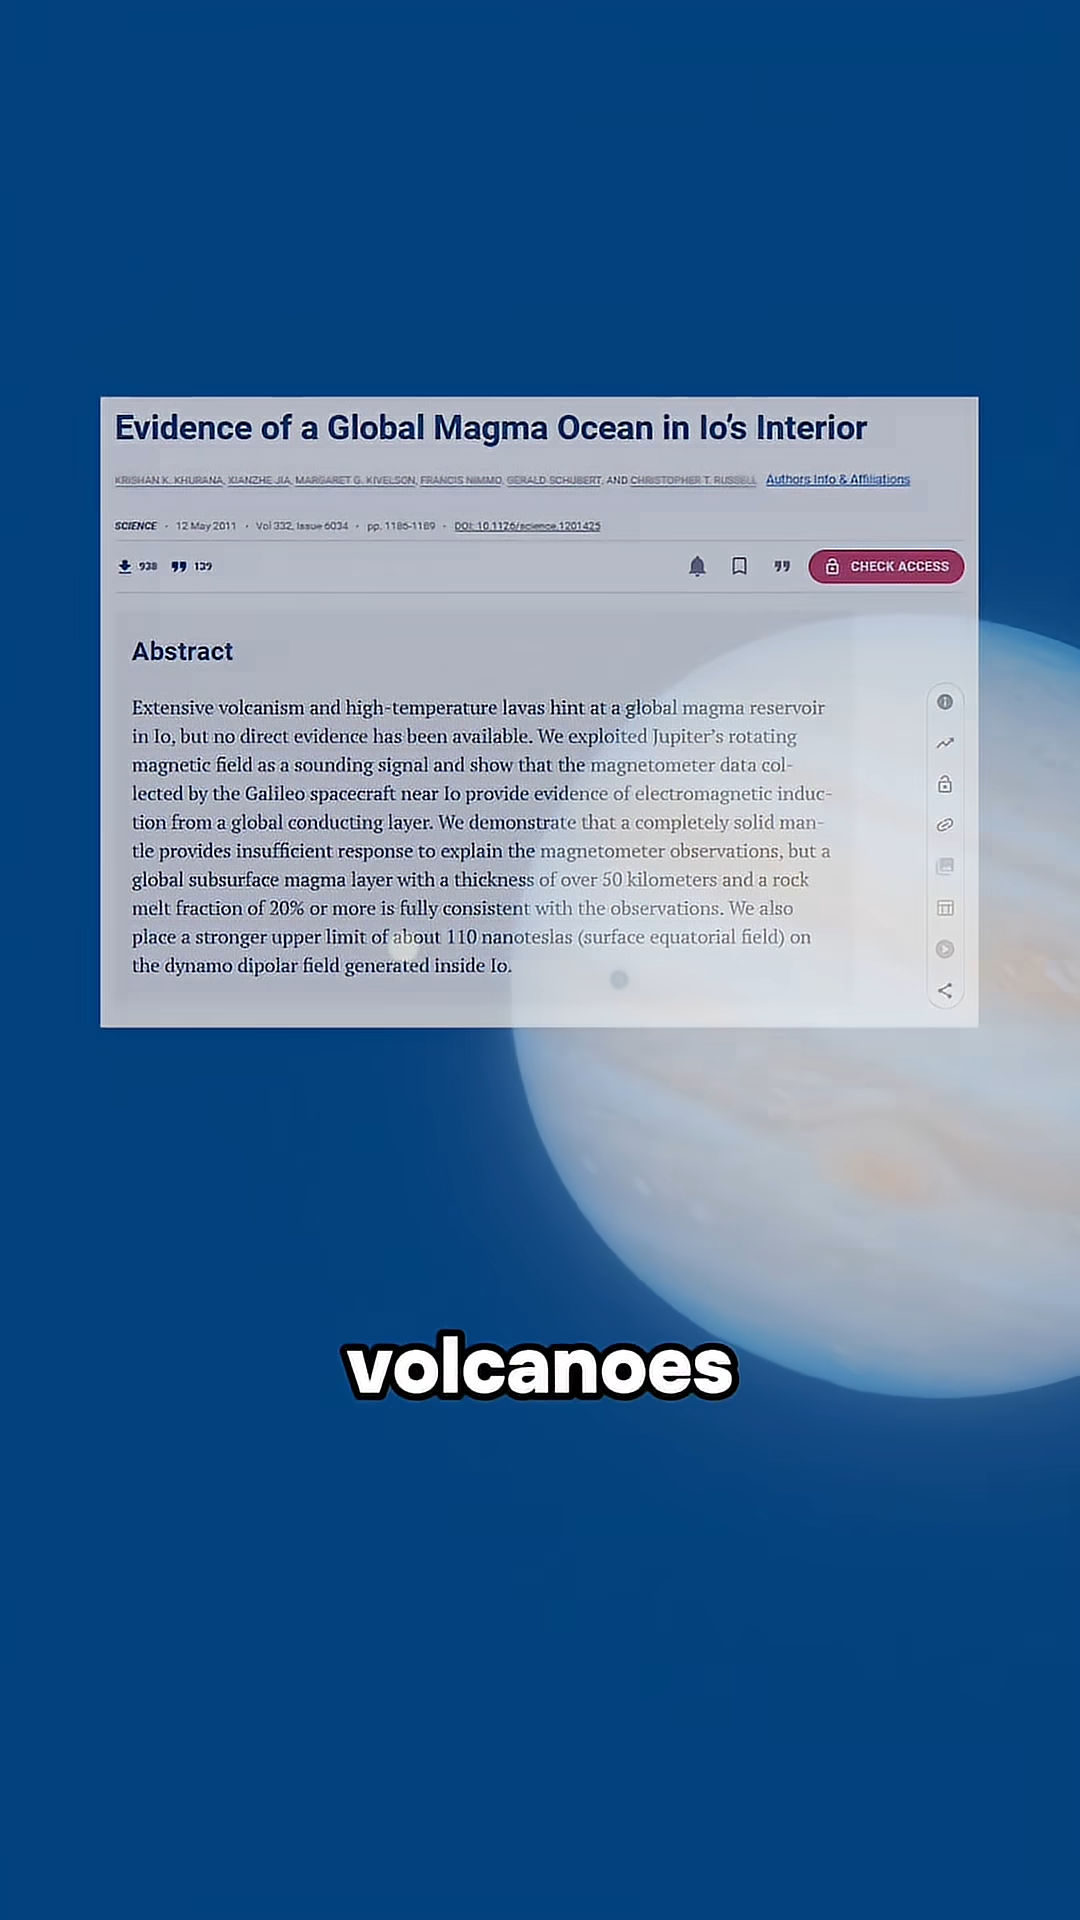 Evidence of a Global Magma Ocean in Io's Interior
KRISHAN K. KHURANA, XIANZHE JIA, MARGARET G. KIVELSON, FRANCIS NIMMO, GERALD SCHUBERT, AND CHRISTOPHER T. RUSSELL Authors Info & Affiliations
SCIENCE · 12 May 2011 · Vol 332, Issue 6034 · pp. 1186-1189 · DOI: 10.1126/science.1201425
938 139 CHECK ACCESS
Abstract
Extensive volcanism and high-temperature lavas hint at a global magma reservoir
in Io, but no direct evidence has been available. We exploited Jupiter's rotating
magnetic field as a sounding signal and show that the magnetometer data col-
lected by the Galileo spacecraft near Io provide evidence of electromagnetic induc-
tion from a global conducting layer. We demonstrate that a completely solid man-
tle provides insufficient response to explain the magnetometer observations, but a
global subsurface magma layer with a thickness of over 50 kilometers and a rock
melt fraction of 20% or more is fully consistent with the observations. We also
place a stronger upper limit of about 110 nanoteslas (surface equatorial field) on
the dynamo dipolar field generated inside Io.
volcanoes